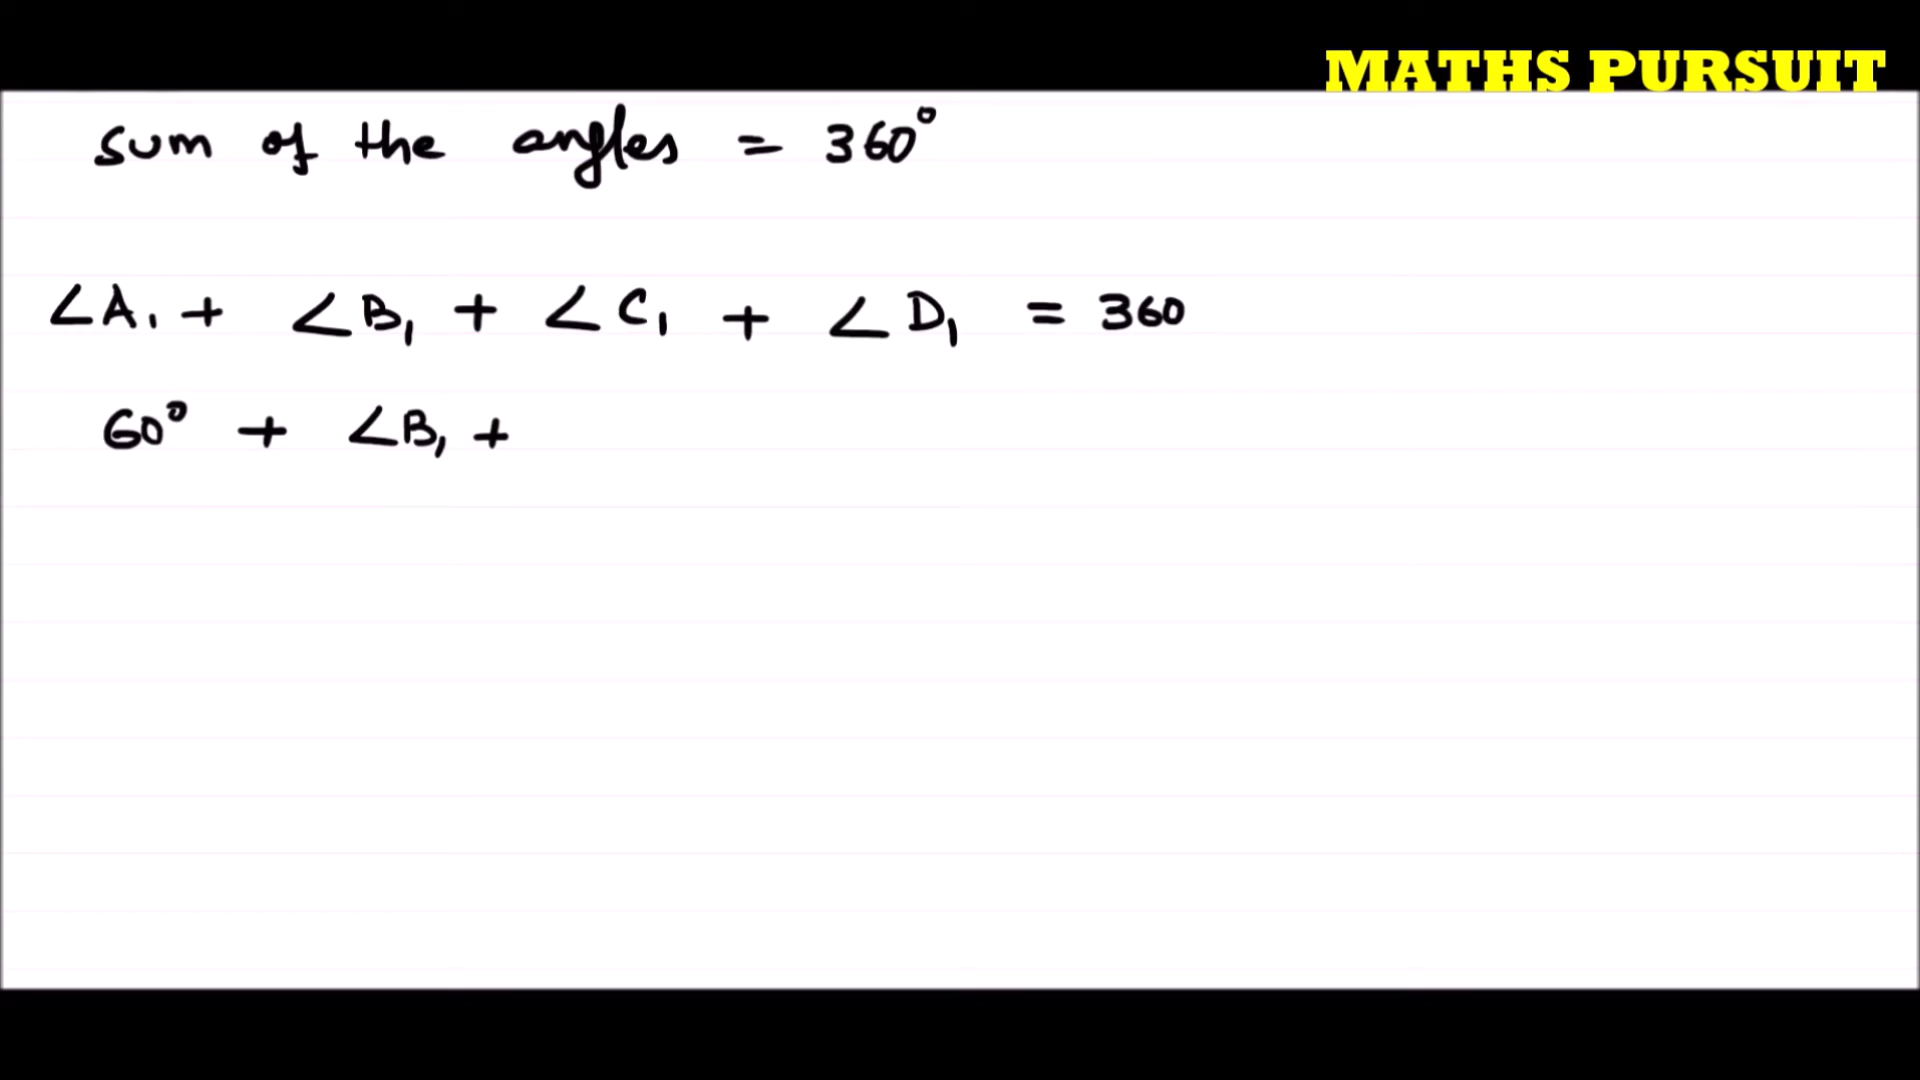 MATHS PURSUIT
sum of the angles = 360°
∠A₁ + ∠B₁ + ∠C₁ + ∠D₁ = 360
60° + ∠B₁ +